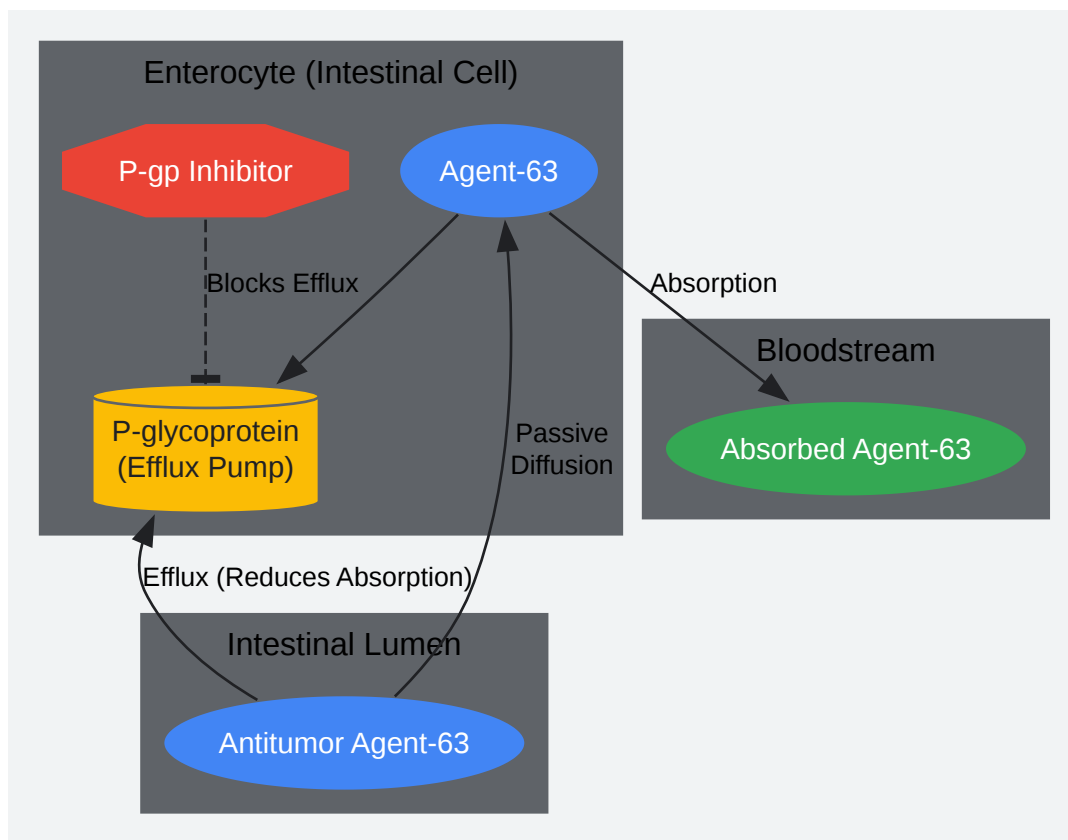 Enterocyte (Intestinal Cell)
P-gp Inhibitor
Agent-63
Blocks Efflux
Absorption
Bloodstream
P-glycoprotein
(Efflux Pump)
Passive
Diffusion
Absorbed Agent-63
Efflux (Reduces Absorption)
Intestinal Lumen
Antitumor Agent-63